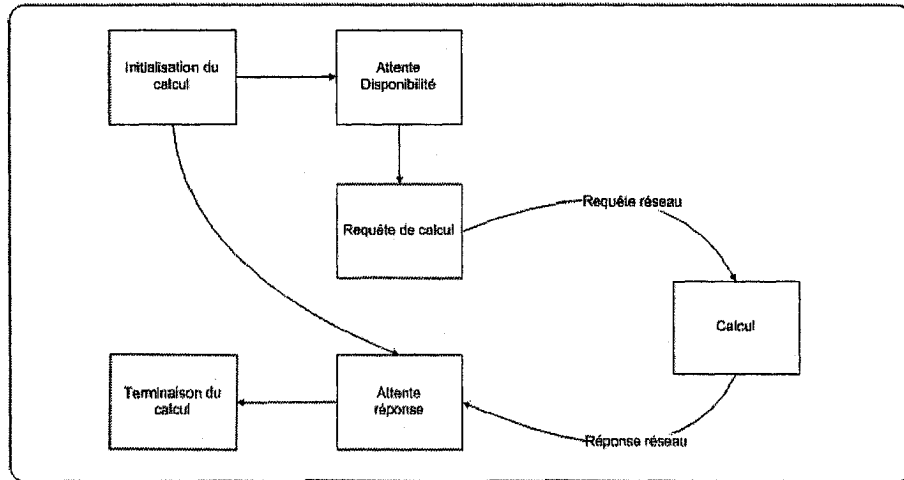 Initialisation du
calcul
Attente
Disponibilité
Requête de calcul
Requête réseau
Calcul
Terminaison du
calcul
Attente
réponse
Réponse réseau